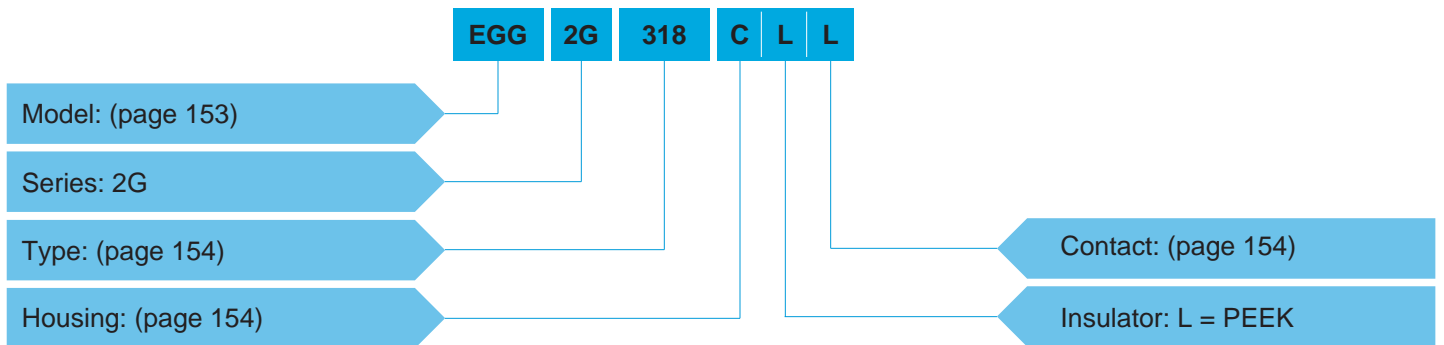 EGG 2G 318 C L L
Model: (page 153)
Series: 2G
Type: (page 154)
Housing: (page 154)
Contact: (page 154)
Insulator: L = PEEK